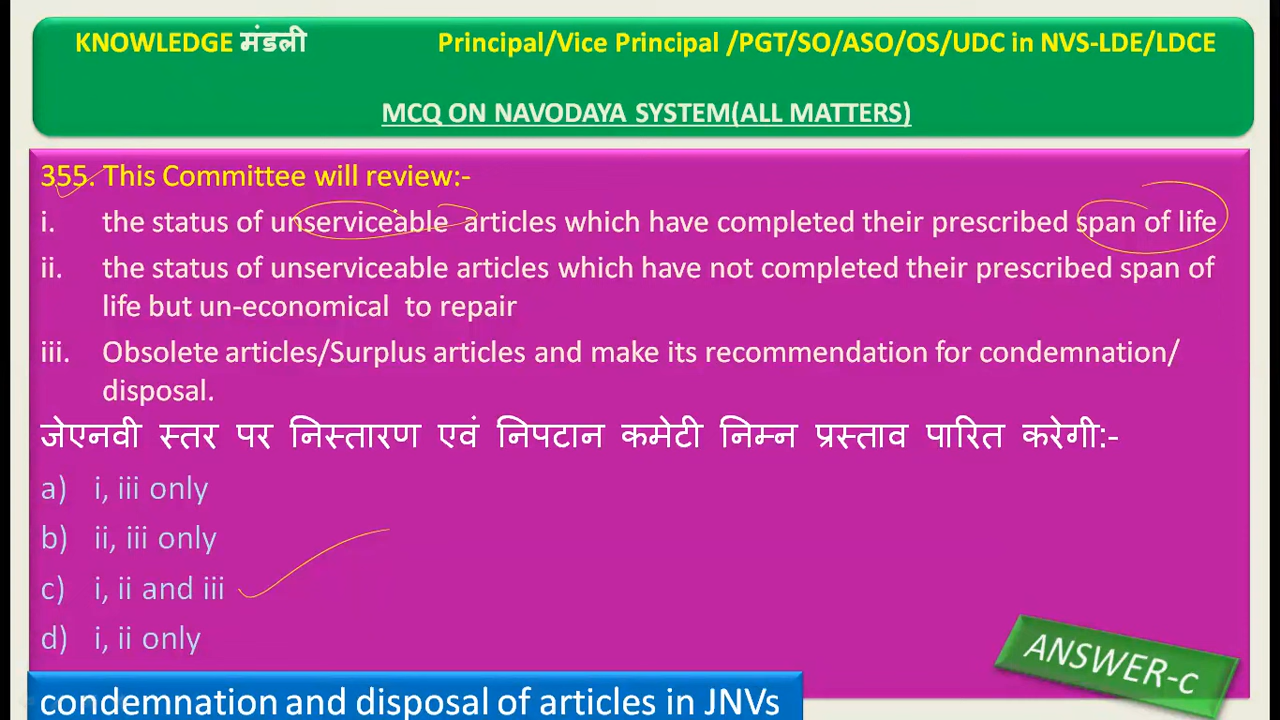 KNOWLEDGE मंडली Principal/Vice Principal /PGT/SO/ASO/OS/UDC in NVS-LDE/LDCE
MCQ ON NAVODAYA SYSTEM(ALL MATTERS)
355. This Committee will review:-
i. the status of unserviceable articles which have completed their prescribed span of life
ii. the status of unserviceable articles which have not completed their prescribed span of
life but un-economical to repair
iii. Obsolete articles/Surplus articles and make its recommendation for condemnation/
disposal.
जेएनवी स्तर पर निस्तारण एवं निपटान कमेटी निम्न प्रस्ताव पारित करेगी:-
a) i, iii only
b) ii, iii only
c) i, ii and iii
d) i, ii only
ANSWER-c
condemnation and disposal of articles in JNVs